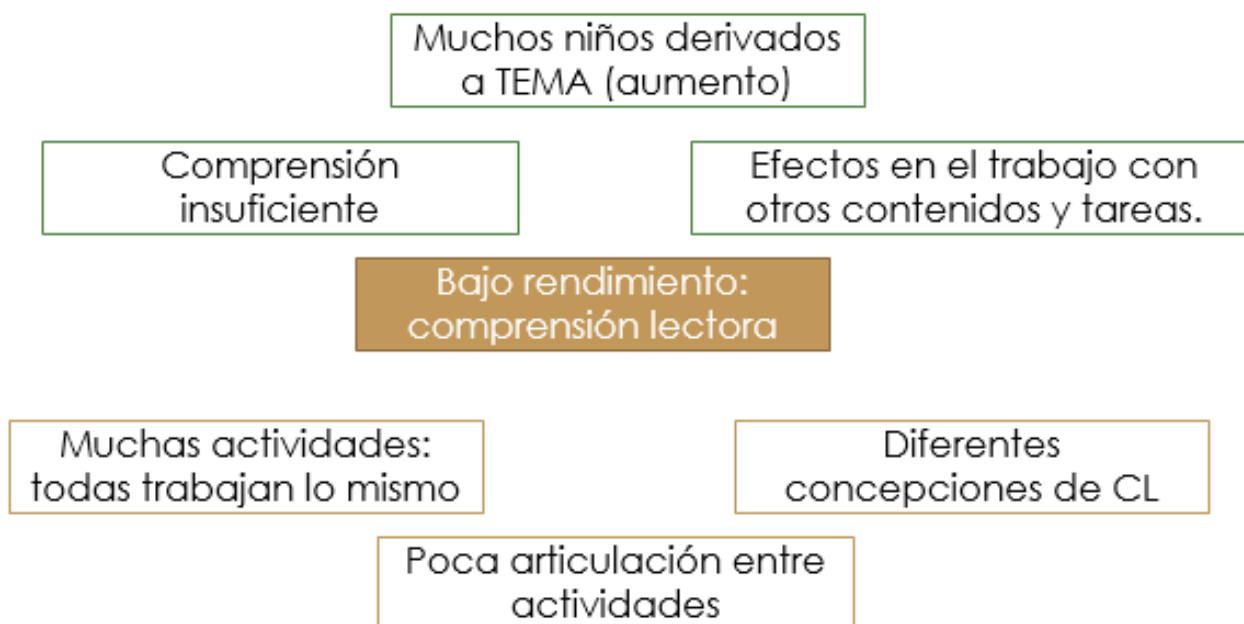 Muchos niños derivados
a TEMA (aumento)
Comprensión
insuficiente
Efectos en el trabajo con
otros contenidos y tareas.
Bajo rendimiento:
comprensión lectora
Muchas actividades:
todas trabajan lo mismo
Diferentes
concepciones de CL
Poca articulación entre
actividades